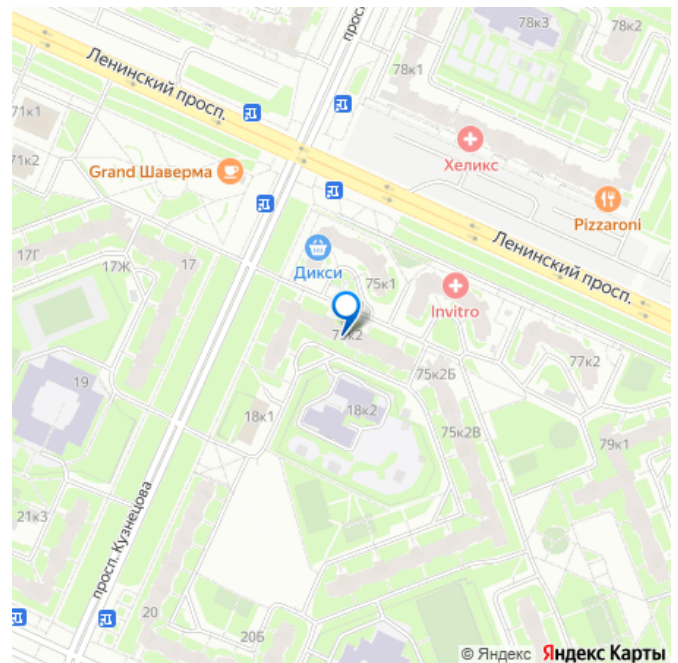 просп
78к3
78к2
78к1
Ленинский просп.
71к1
71к2
Хеликс
Grand Шаверма
Pizzaroni
Ленинский просп.
17Г
17Ж
17
Дикси
75к1
Invitro
75к2
77к2
19
75к2Б
18к1
18к2
75к2В
79к1
просп. Кузнецова
21к3
20
20Б
© Яндекс Яндекс Карты